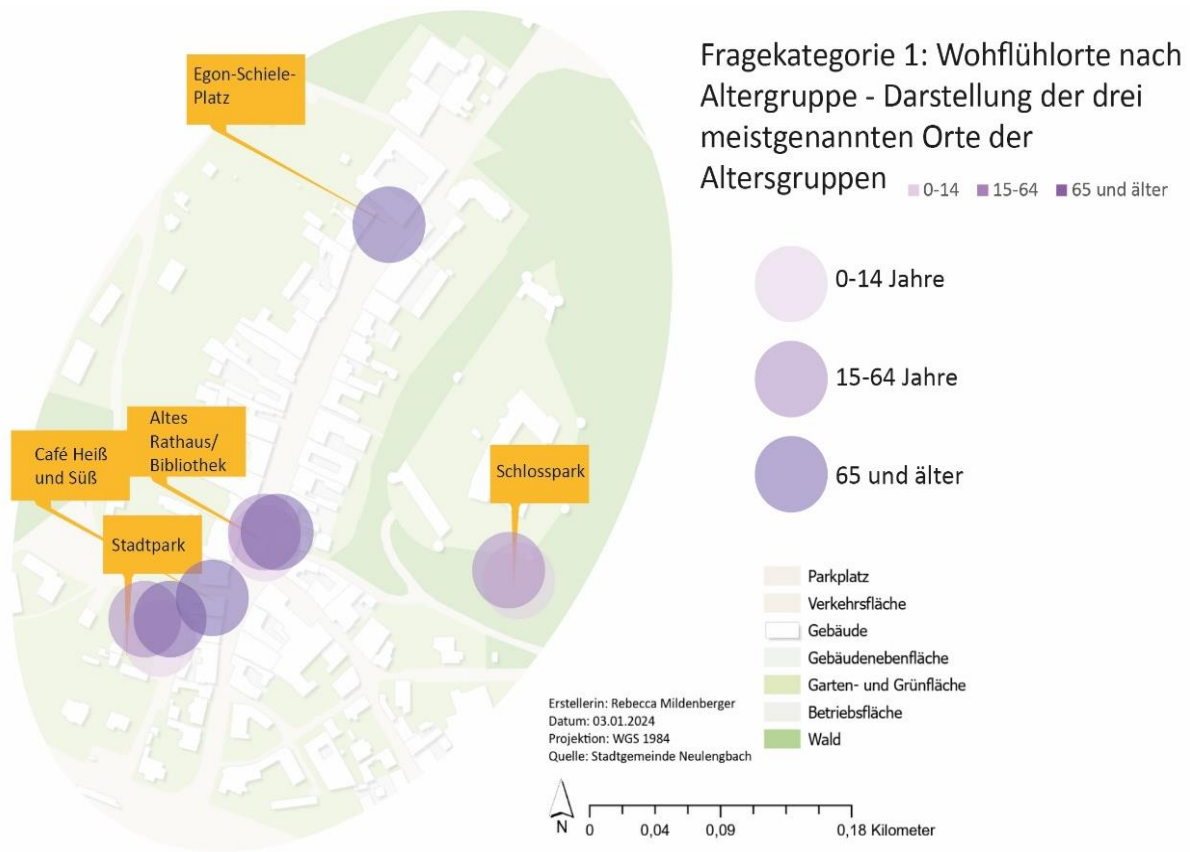 Fragekategorie 1: Wohflühlorte nach
Altergruppe - Darstellung der drei
meistgenannten Orte der
Altersgruppen
0-14 15-64 65 und älter
Egon-Schiele-
Platz
Altes
Rathaus/
Bibliothek
Café Heiß
und Süß
Stadtpark
Schlosspark
0-14 Jahre
15-64 Jahre
65 und älter
Parkplatz
Verkehrsfläche
Gebäude
Gebäudenebenfläche
Garten- und Grünfläche
Betriebsfläche
Wald
Erstellerin: Rebecca Mildenberger
Datum: 03.01.2024
Projektion: WGS 1984
Quelle: Stadtgemeinde Neulengbach
N
0 0,04 0,09 0,18 Kilometer